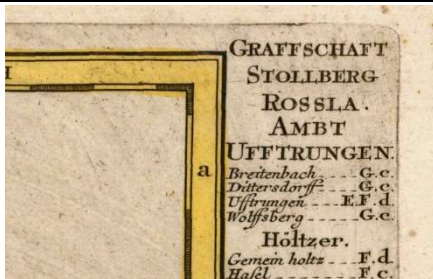 GRAFFSCHAFT
STOLLBERG
ROSSLA.
AMBT
UFFTRUNGEN.
a
Breitenbach G.c.
Dittersdorff G.c.
Ufftrungen E.F.d.
Wolffsberg G.c.
Höltzer.
Gemein holtz F.d.
Hasel F.c.